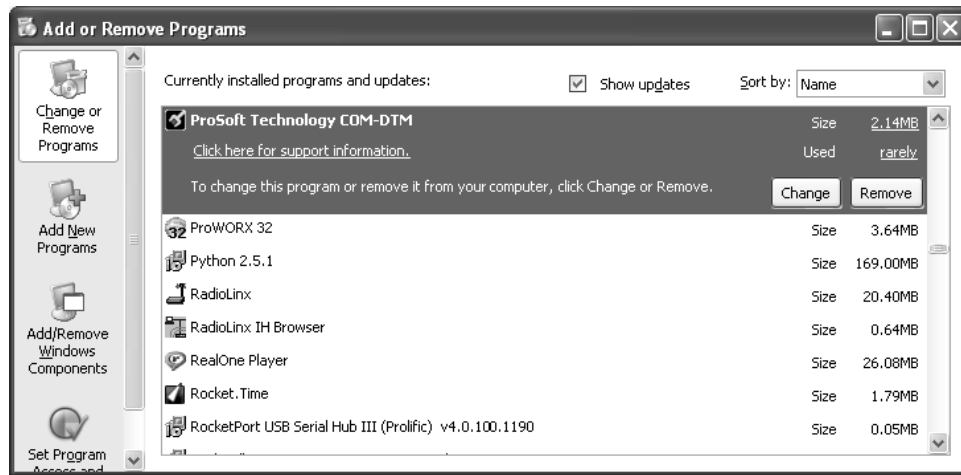 Add or Remove Programs
Change or
Remove
Programs
Add New
Programs
Add/Remove
Windows
Components
Set Program
Access and
Currently installed programs and updates:
Show updates
Sort by: Name
ProSoft Technology COM-DTM Size 2.14MB
Click here for support information. Used rarely
To change this program or remove it from your computer, click Change or Remove. Change Remove
32 ProWORX 32 Size 3.64MB
Python 2.5.1 Size 169.00MB
RadioLinx Size 20.40MB
RadioLinx IH Browser Size 0.64MB
RealOne Player Size 26.08MB
Rocket.Time Size 1.79MB
RocketPort USB Serial Hub III (Prolific) v4.0.100.1190 Size 0.05MB